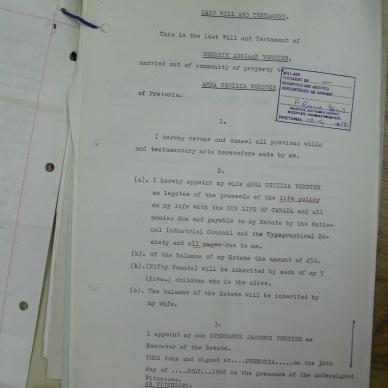 LAST WILL AND TESTAMENT.
This is the Last Will and Testament of
HENDRIK ADRIAAN VORSTER,
married out of community of property to
ANNA CECILIA VORSTER
of Pretoria.
WILL AND
TESTAMENT
REGISTERED AND ACCEPTED
PRETORIA
1.
I hereby revoke and cancel all previous wills
and testamentary acts heretofore made by me.
2.
(a). I hereby appoint my wife ANNA CECILIA VORSTER
as legatee of the proceeds of the life policy
on my life with the SUN LIFE OF CANADA and all
monies due and payable to my Estate by the Natio-
nal Industrial Council and the Typographical So-
ciety and all wages due to me.
(b). Of the balance of my Estate the amount of £50.
(b). (Fifty Pounds) will be inherited by each of my 5
(five.) children who is the alive.
(c). The balance of the Estate will be inherited by
my wife.
3.
I appoint my son STEPHANUS JACOBUS VORSTER as
Executor of the Estate.
THUS done and signed at....PRETORIA.....on the 30th
day of ....JULY...1956 in the presence of the undersigned
Witnesses.
AS WITNESSES: